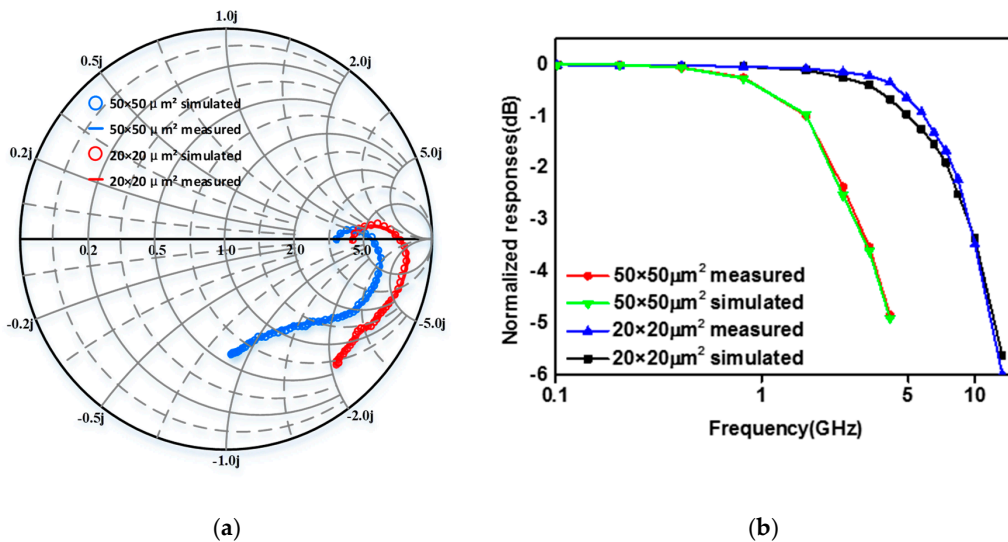 1.0j
0.5j
2.0j
50×50 μ m² simulated
50×50 μ m² measured
20×20 μ m² simulated
20×20 μ m² measured
0.2j
5.0j
0.2
0.5
1.0
2.0
5.0
-0.2j
-5.0j
-0.5j
-2.0j
-1.0j
(a)
Normalized responses(dB)
0
-1
-2
-3
-4
-5
-6
50×50μm² measured
50×50μm² simulated
20×20μm² measured
20×20μm² simulated
0.1
1
5
10
Frequency(GHz)
(b)